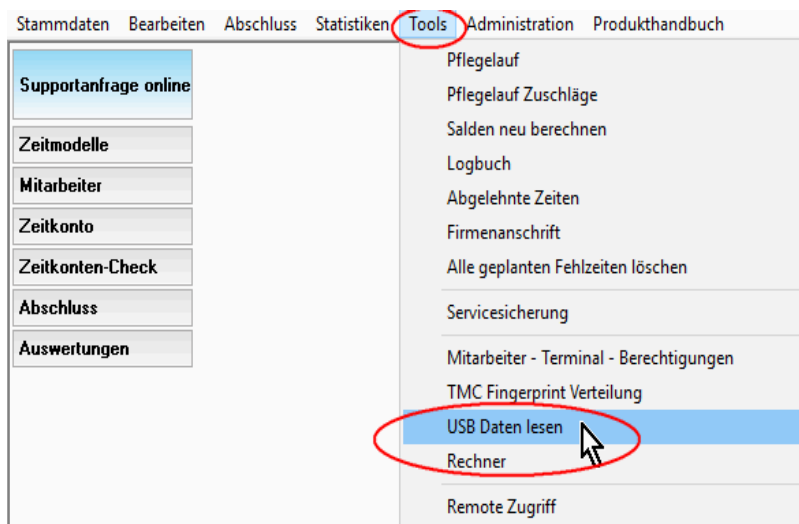 Stammdaten Bearbeiten Abschluss Statistiken Tools Administration Produkthandbuch
Supportanfrage online
Zeitmodelle
Mitarbeiter
Zeitkonto
Zeitkonten-Check
Abschluss
Auswertungen
Pflegelauf
Pflegelauf Zuschläge
Salden neu berechnen
Logbuch
Abgelehnte Zeiten
Firmenanschrift
Alle geplanten Fehlzeiten löschen
Servicesicherung
Mitarbeiter - Terminal - Berechtigungen
TMC Fingerprint Verteilung
USB Daten lesen
Rechner
Remote Zugriff